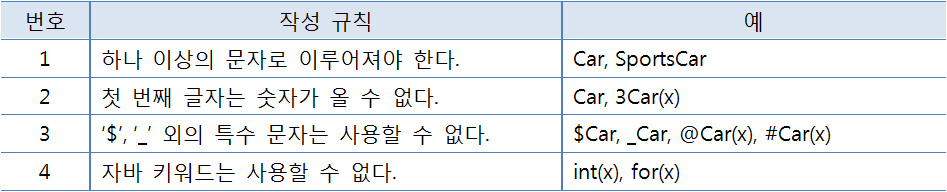 번호 작성 규칙 예
1 하나 이상의 문자로 이루어져야 한다. Car, SportsCar
2 첫 번째 글자는 숫자가 올 수 없다. Car, 3Car(x)
3 '$', '_' 외의 특수 문자는 사용할 수 없다. $Car, _Car, @Car(x), #Car(x)
4 자바 키워드는 사용할 수 없다. int(x), for(x)